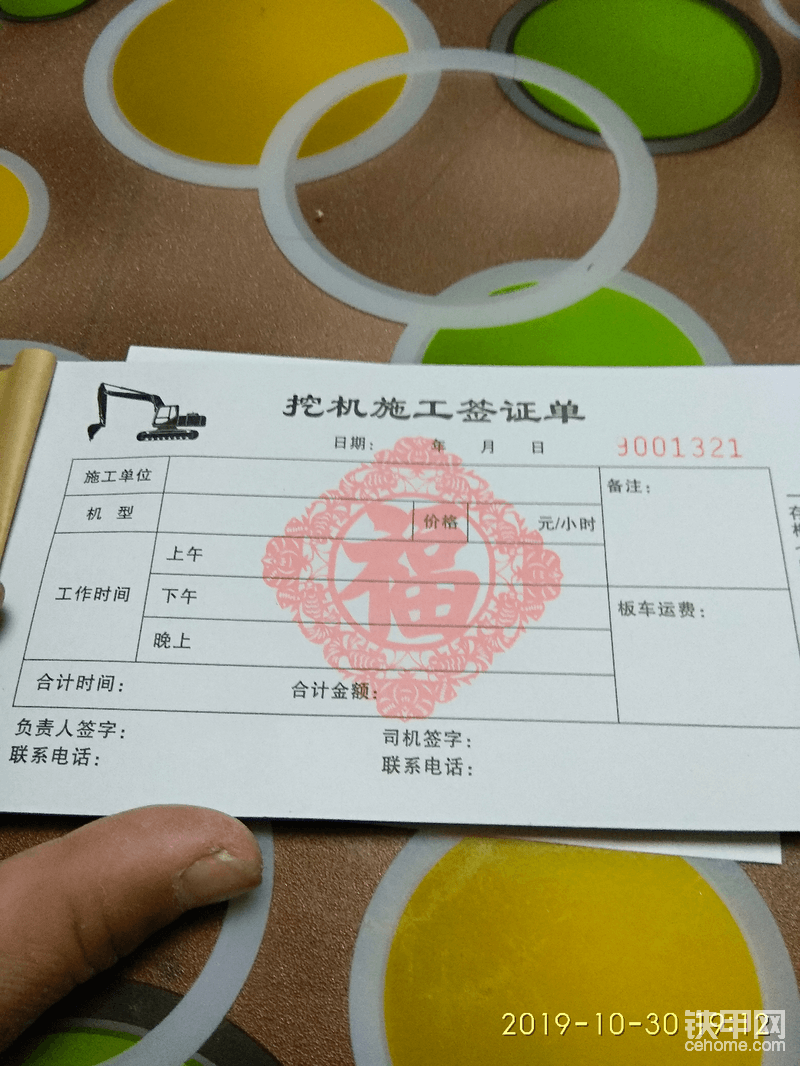 挖机施工签证单
日期： 年 月 日 9001321
施工单位 备注：
机 型 价格 元/小时
工作时间 上午
下午 板车运费：
晚上
合计时间： 合计金额：
福
负责人签字： 司机签字：
联系电话： 联系电话：
2019-10-30 19:12
铁甲网
cehome.com